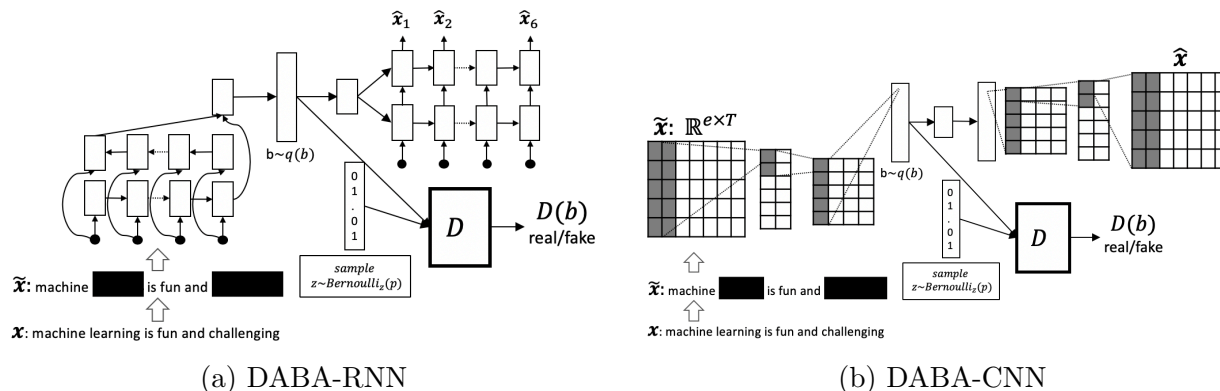 x̂₁ x̂₂ x̂₆
b~q(b)
0
1
.
0
1
D
D(b)
real/fake
sample
z~Bernoulli_z(p)
x̃: machine is fun and
x: machine learning is fun and challenging
(a) DABA-RNN
x̂
x̃: ℝ^{e×T}
b~q(b)
0
1
.
0
1
D
D(b)
real/fake
sample
z~Bernoulli_z(p)
x̃: machine is fun and
x: machine learning is fun and challenging
(b) DABA-CNN